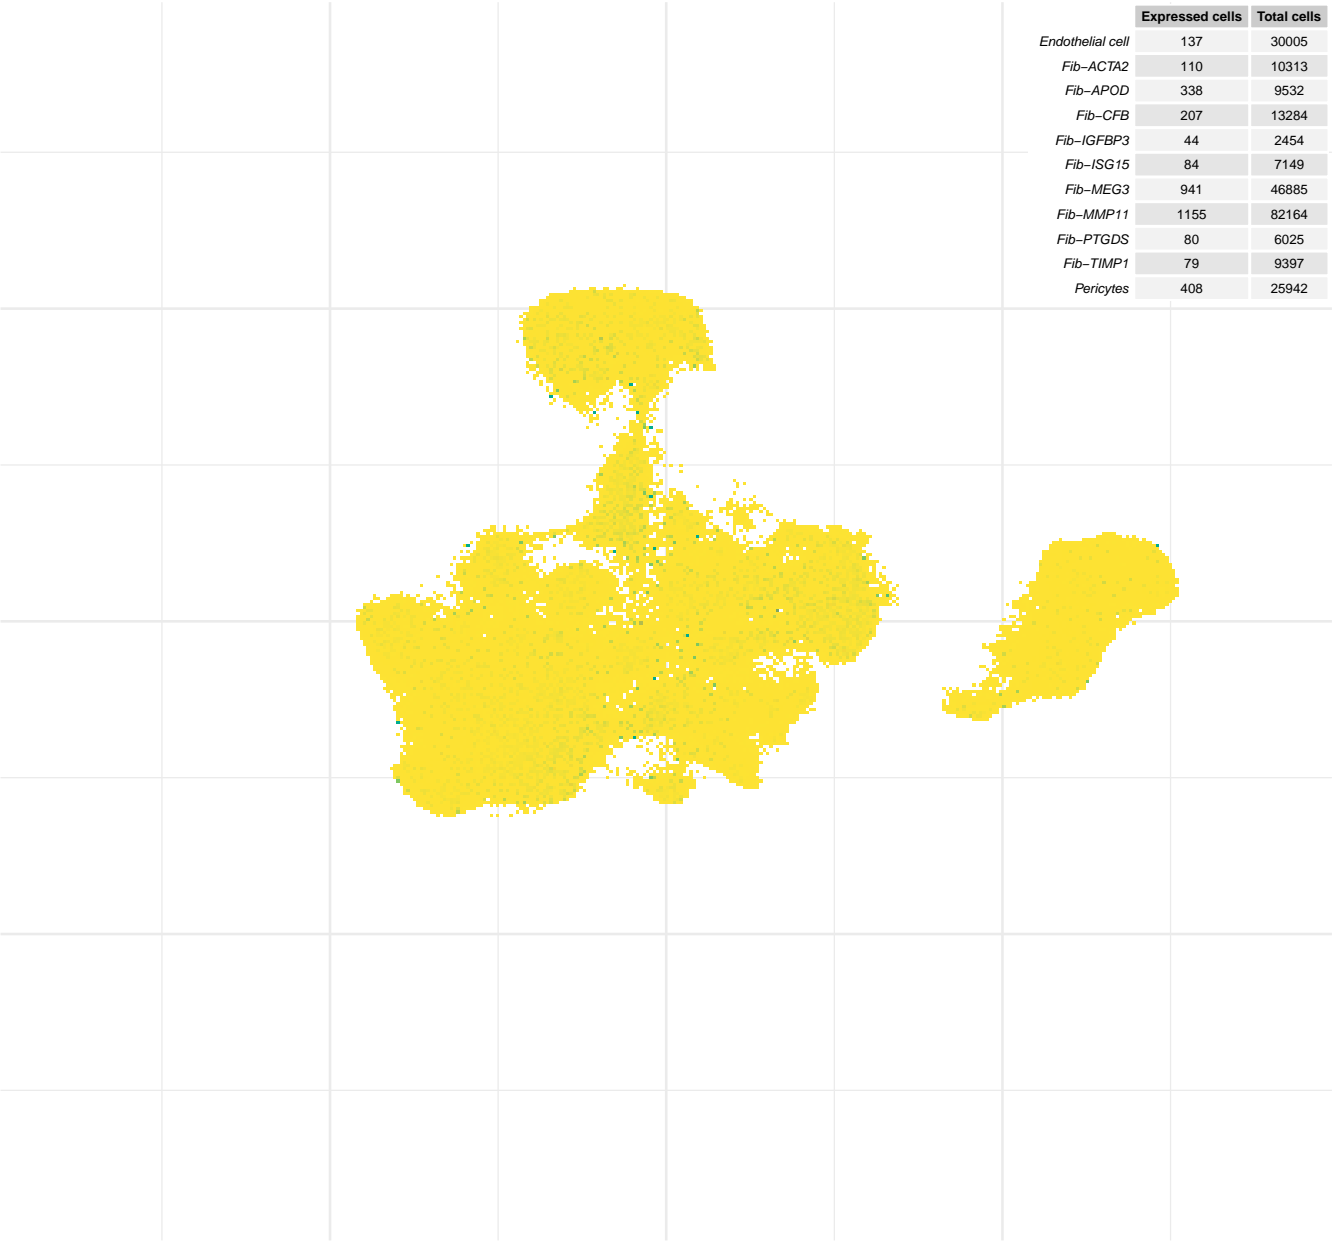 Expressed cells Total cells
Endothelial cell 137 30005
Fib−ACTA2 110 10313
Fib−APOD 338 9532
Fib−CFB 207 13284
Fib−IGFBP3 44 2454
Fib−ISG15 84 7149
Fib−MEG3 941 46885
Fib−MMP11 1155 82164
Fib−PTGDS 80 6025
Fib−TIMP1 79 9397
Pericytes 408 25942